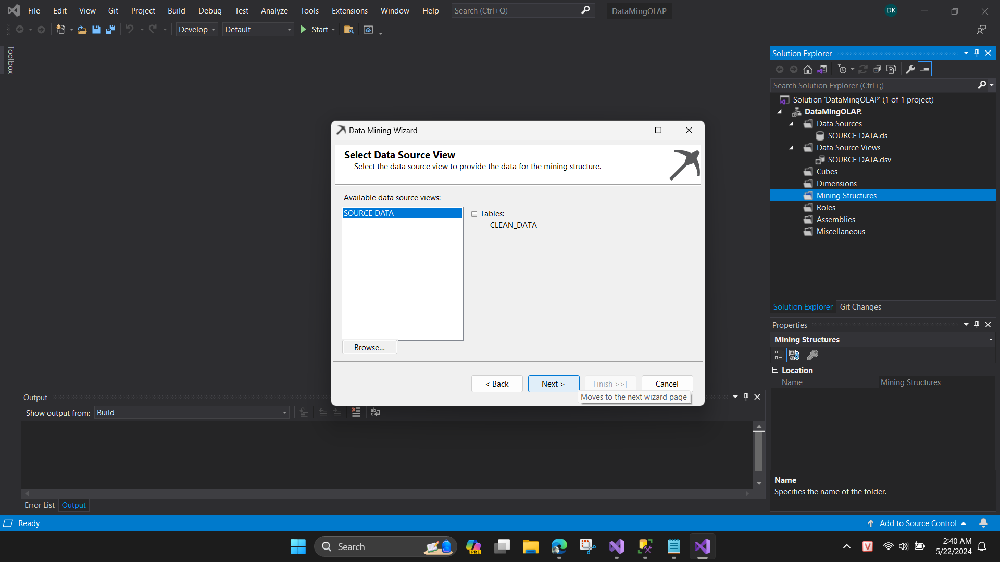 File Edit View Git Project Build Debug Test Analyze Tools Extensions Window Help Search (Ctrl+Q) DataMingOLAP DK
Develop Default Start
Toolbox
Solution Explorer
Search Solution Explorer (Ctrl+;)
Solution 'DataMingOLAP' (1 of 1 project)
DataMingOLAP.
Data Sources
SOURCE DATA.ds
Data Source Views
SOURCE DATA.dsv
Cubes
Dimensions
Mining Structures
Roles
Assemblies
Miscellaneous
Solution Explorer Git Changes
Properties
Mining Structures
Location
Name Mining Structures
Name
Specifies the name of the folder.
Data Mining Wizard
Select Data Source View
Select the data source view to provide the data for the mining structure.
Available data source views:
SOURCE DATA
Tables:
CLEAN_DATA
Browse...
< Back Next > Finish >>| Cancel
Moves to the next wizard page
Output
Show output from: Build
Error List Output
Ready Add to Source Control
Search PRE V 2:40 AM
5/22/2024